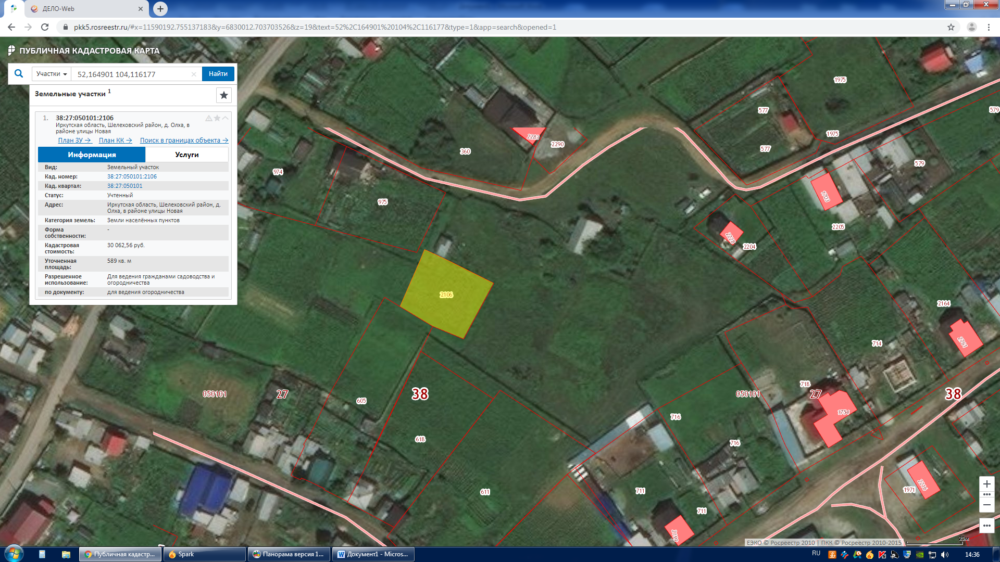 ДЕЛО-Web
pkk5.rosreestr.ru/#x=11590192.755137183&y=6830012.703703526&z=19&text=52%2C164901%20104%2C116177&type=1&app=search&opened=1
ПУБЛИЧНАЯ КАДАСТРОВАЯ КАРТА
Участки
52,164901 104,116177
Найти
Земельные участки 1
1. 38:27:050101:2106
Иркутская область, Шелеховский район, д. Олха, в
районе улицы Новая
План ЗУ → План КК → Поиск в границах объекта →
Информация Услуги
Вид: Земельный участок
Кад. номер: 38:27:050101:2106
Кад. квартал: 38:27:050101
Статус: Учтенный
Адрес: Иркутская область, Шелеховский район, д.
Олха, в районе улицы Новая
Категория земель: Земли населённых пунктов
Форма
собственности: -
Кадастровая
стоимость: 30 062,56 руб.
Уточненная
площадь: 589 кв. м
Разрешенное
использование: Для ведения гражданами садоводства и
огородничества
по документу: для ведения огородничества
1975
577
579
1975
2283
2290
577
360
579
974
1703
975
2205
2228
2204
2106
2164
714
2761
718
050101
27
38
050101
27
38
605
1754
716
618
716
611
711
1971
2216
711
2199
20м
ЕЭКО © Росреестр 2010 | ПКК © Росреестр 2010-2015
Публичная кадастр...
Spark
Панорама версия 1...
Документ1 - Micros...
RU
14:36